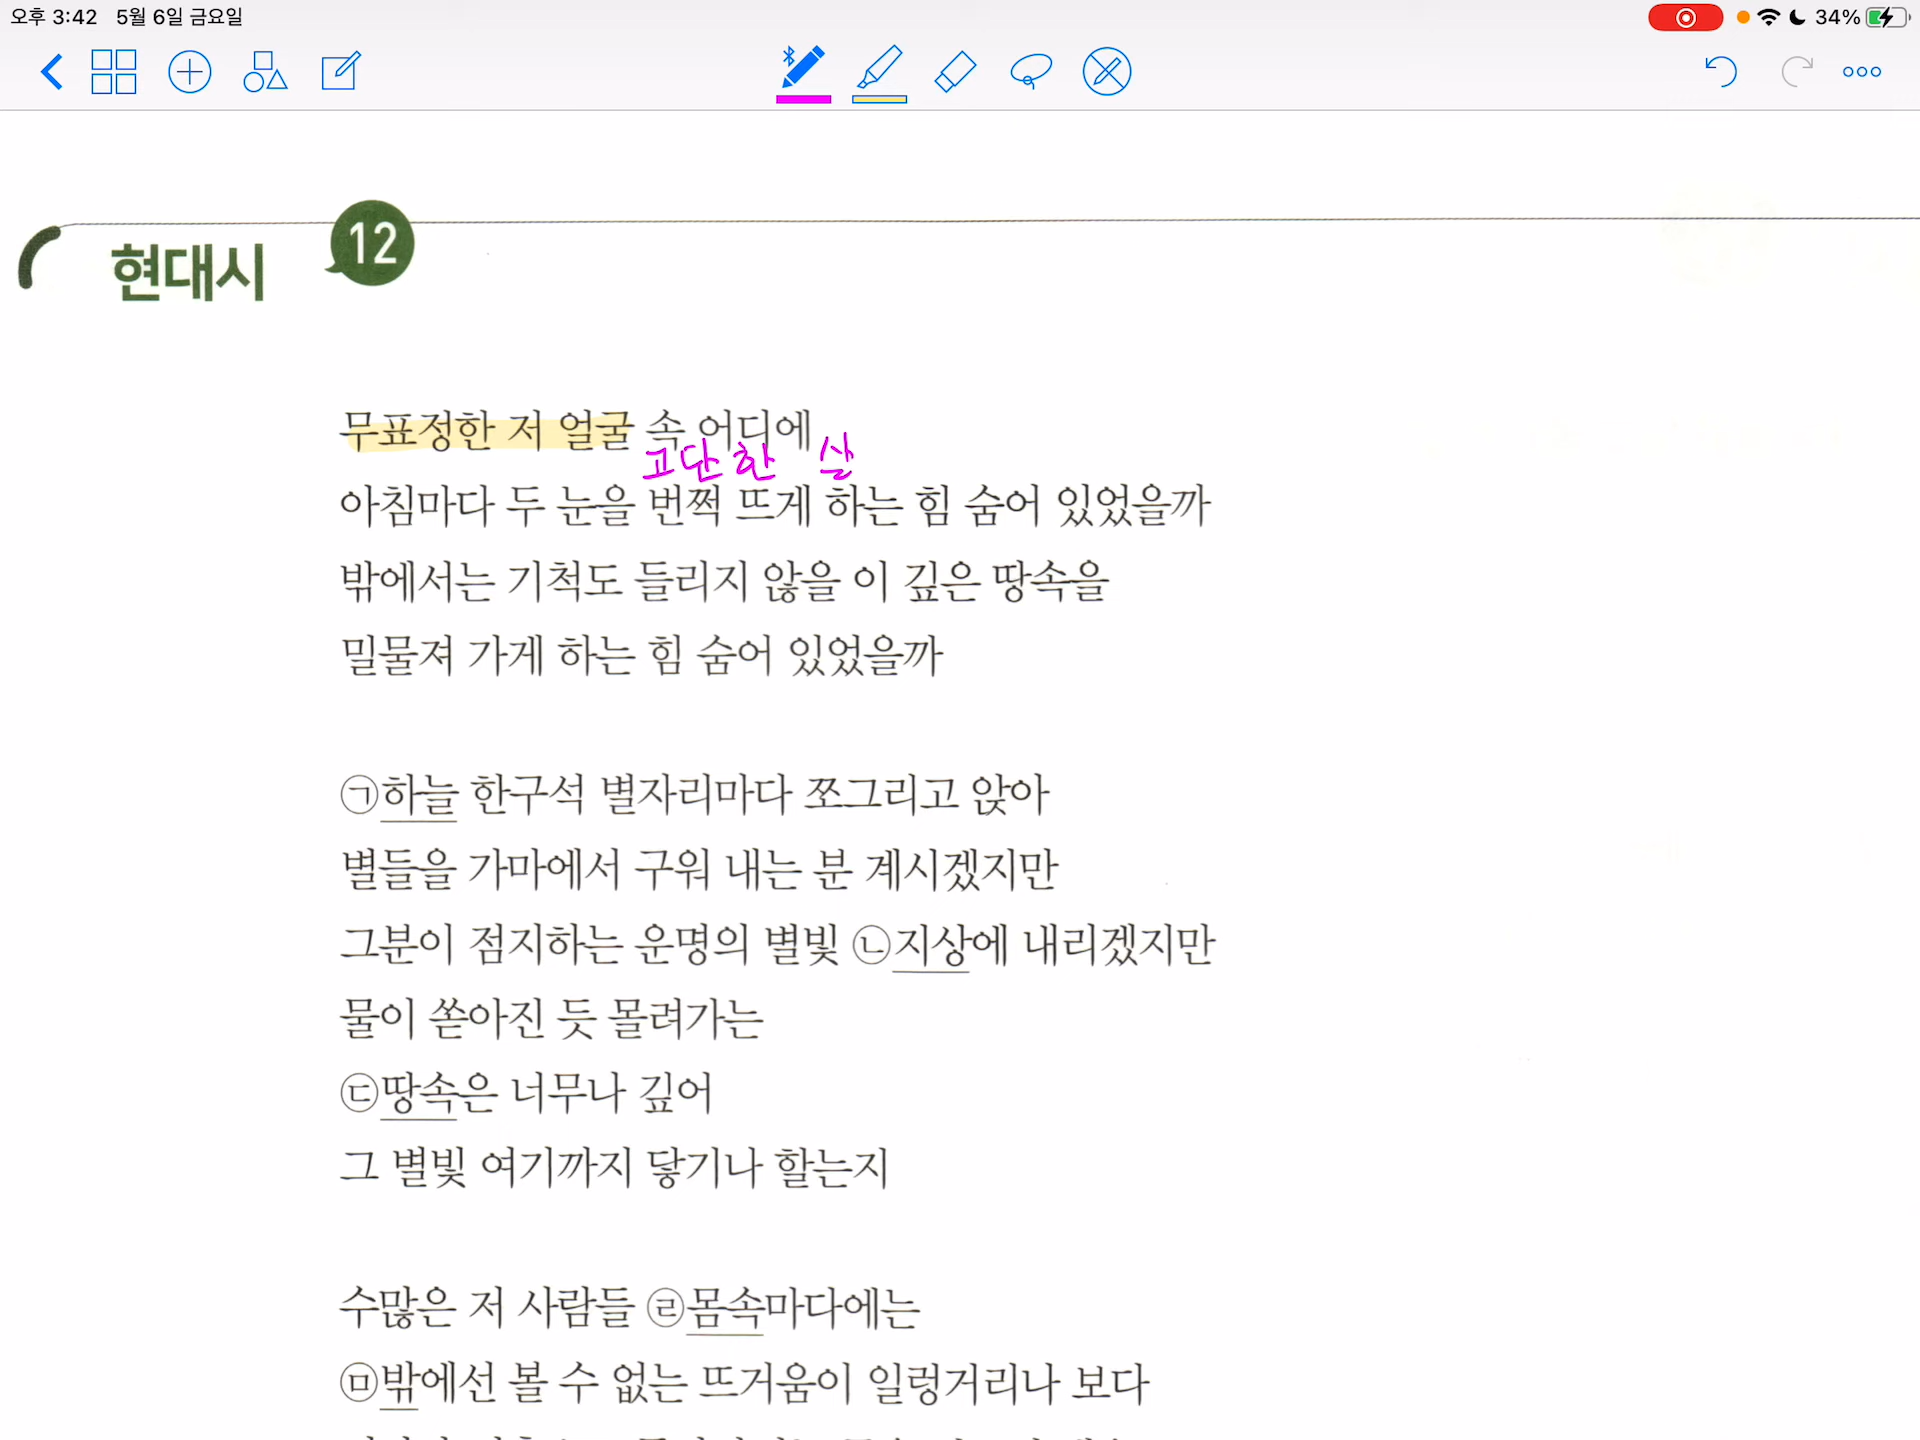 오후 3:42 5월 6일 금요일
34%
현대시 12
무표정한 저 얼굴 속 어디에
고단한
아침마다 두 눈을 번쩍 뜨게 하는 힘 숨어 있었을까
밖에서는 기척도 들리지 않을 이 깊은 땅속을
밀물져 가게 하는 힘 숨어 있었을까
㉠하늘 한구석 별자리마다 쪼그리고 앉아
별들을 가마에서 구워 내는 분 계시겠지만
그분이 점지하는 운명의 별빛 ㉡지상에 내리겠지만
물이 쏟아진 듯 몰려가는
㉢땅속은 너무나 깊어
그 별빛 여기까지 닿기나 할는지
수많은 저 사람들 ㉣몸속마다에는
㉤밖에선 볼 수 없는 뜨거움이 일렁거리나 보다